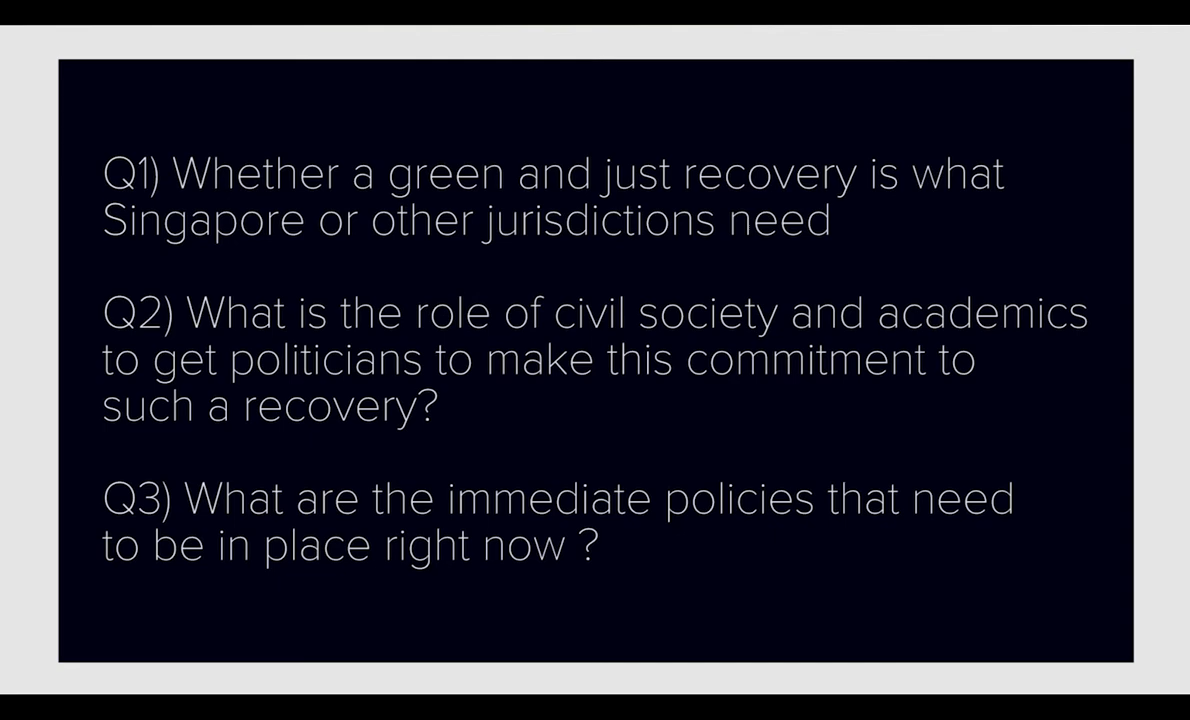 Q1) Whether a green and just recovery is what
Singapore or other jurisdictions need
Q2) What is the role of civil society and academics
to get politicians to make this commitment to
such a recovery?
Q3) What are the immediate policies that need
to be in place right now ?